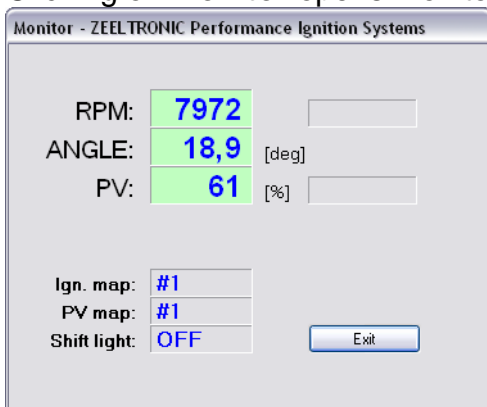 Monitor - ZEELTRONIC Performance Ignition Systems
RPM: 7972
ANGLE: 18,9 [deg]
PV: 61 [%]
Ign. map: #1
PV map: #1
Shift light: OFF
Exit